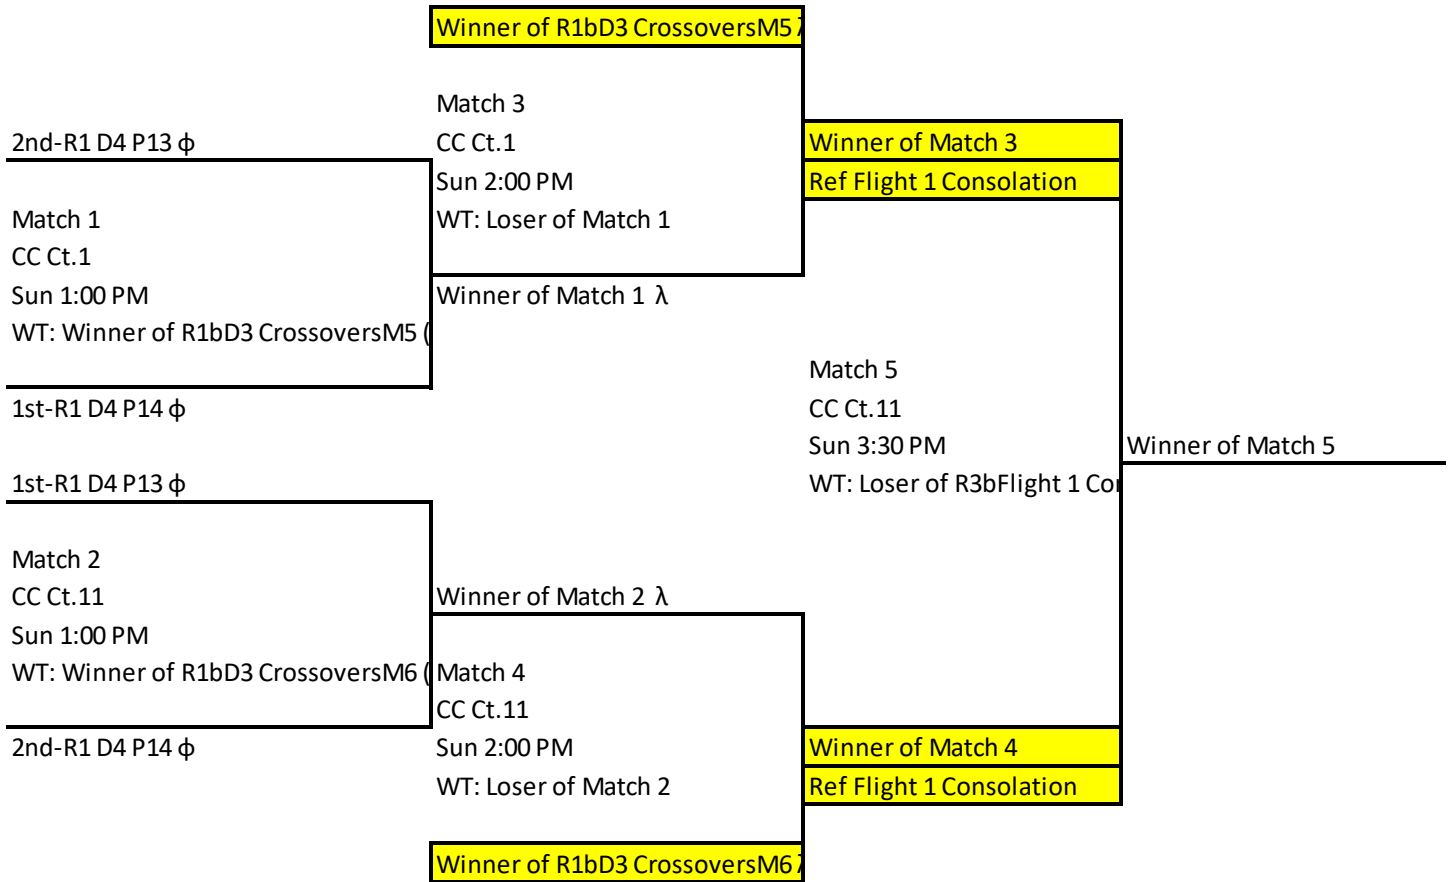 Winner of R1bD3 CrossoversM5 λ
Match 3
CC Ct.1
Sun 2:00 PM
WT: Loser of Match 1
2nd-R1 D4 P13 φ
Match 1
CC Ct.1
Sun 1:00 PM
WT: Winner of R1bD3 CrossoversM5 (
1st-R1 D4 P14 φ
Winner of Match 1 λ
Winner of Match 3
Ref Flight 1 Consolation
Match 5
CC Ct.11
Sun 3:30 PM
WT: Loser of R3bFlight 1
Winner of Match 5
1st-R1 D4 P13 φ
Match 2
CC Ct.11
Sun 1:00 PM
WT: Winner of R1bD3 CrossoversM6 (
2nd-R1 D4 P14 φ
Winner of Match 2 λ
Match 4
CC Ct.11
Sun 2:00 PM
WT: Loser of Match 2
Winner of Match 4
Ref Flight 1 Consolation
Winner of R1bD3 CrossoversM6 λ